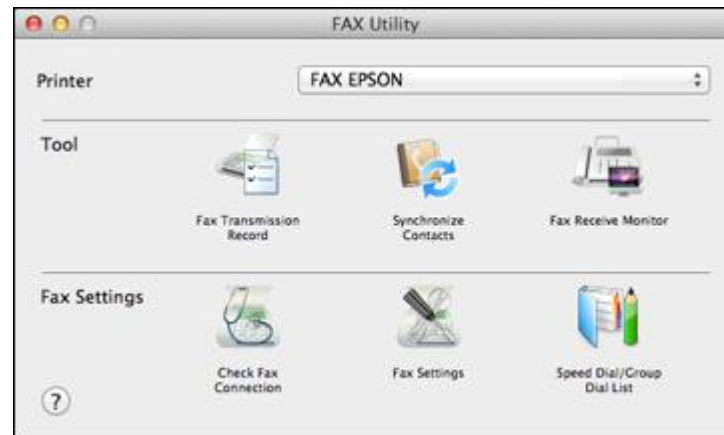 FAX Utility
Printer
FAX EPSON
Tool
Fax Transmission
Record
Synchronize
Contacts
Fax Receive Monitor
Fax Settings
Check Fax
Connection
Fax Settings
Speed Dial/Group
Dial List
?